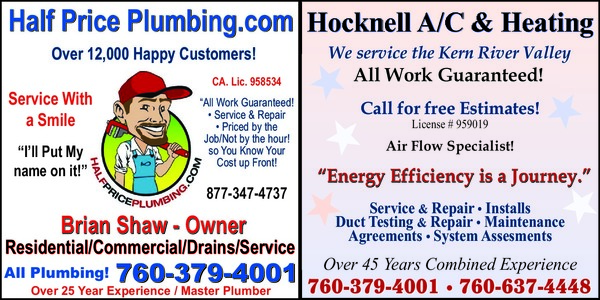 Half Price Plumbing.com
Over 12,000 Happy Customers!
Service With
a Smile
"I'll Put My
name on it!"
HALFPRICEPLUMBING.COM
CA. Lic. 958534
"All Work Guaranteed!
• Service & Repair
• Priced by the
Job/Not by the hour!
so You Know Your
Cost up Front!
877-347-4737
Brian Shaw - Owner
Residential/Commercial/Drains/Service
All Plumbing! 760-379-4001
Over 25 Year Experience / Master Plumber
Hocknell A/C & Heating
We service the Kern River Valley
All Work Guaranteed!
Call for free Estimates!
License # 959019
Air Flow Specialist!
"Energy Efficiency is a Journey."
Service & Repair • Installs
Duct Testing & Repair • Maintenance
Agreements • System Assesments
Over 45 Years Combined Experience
760-379-4001 • 760-637-4448